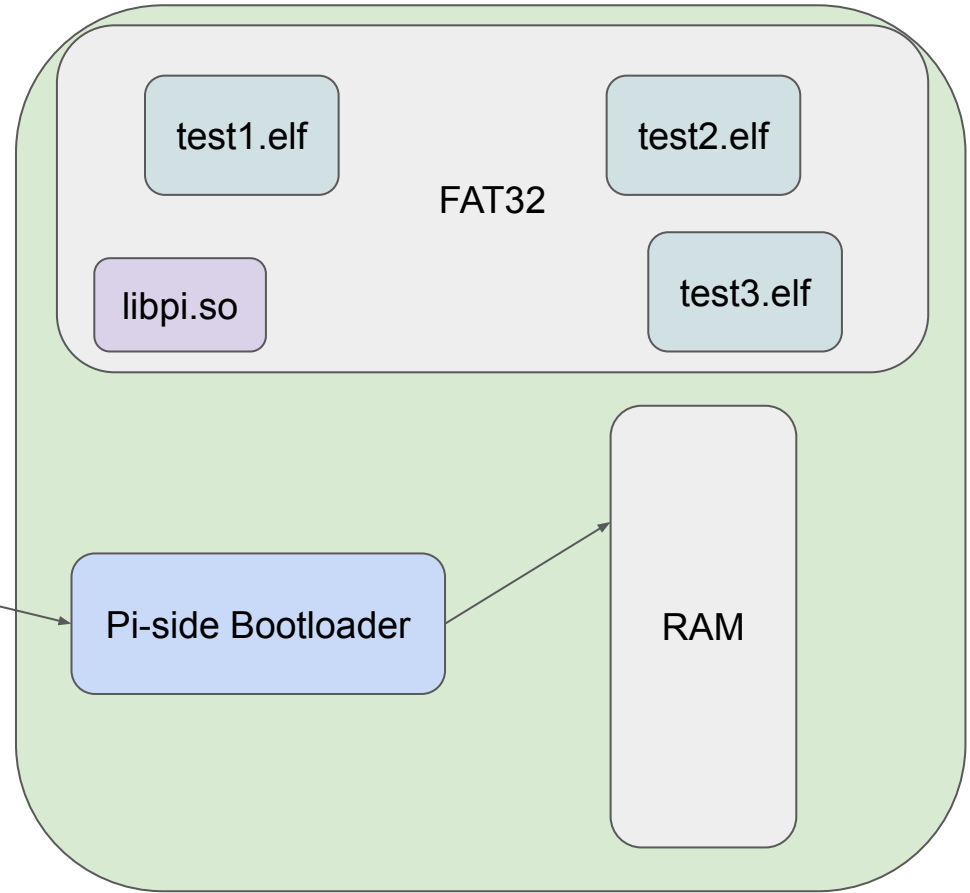 test1.elf
test2.elf
FAT32
libpi.so
test3.elf
Pi-side Bootloader
RAM